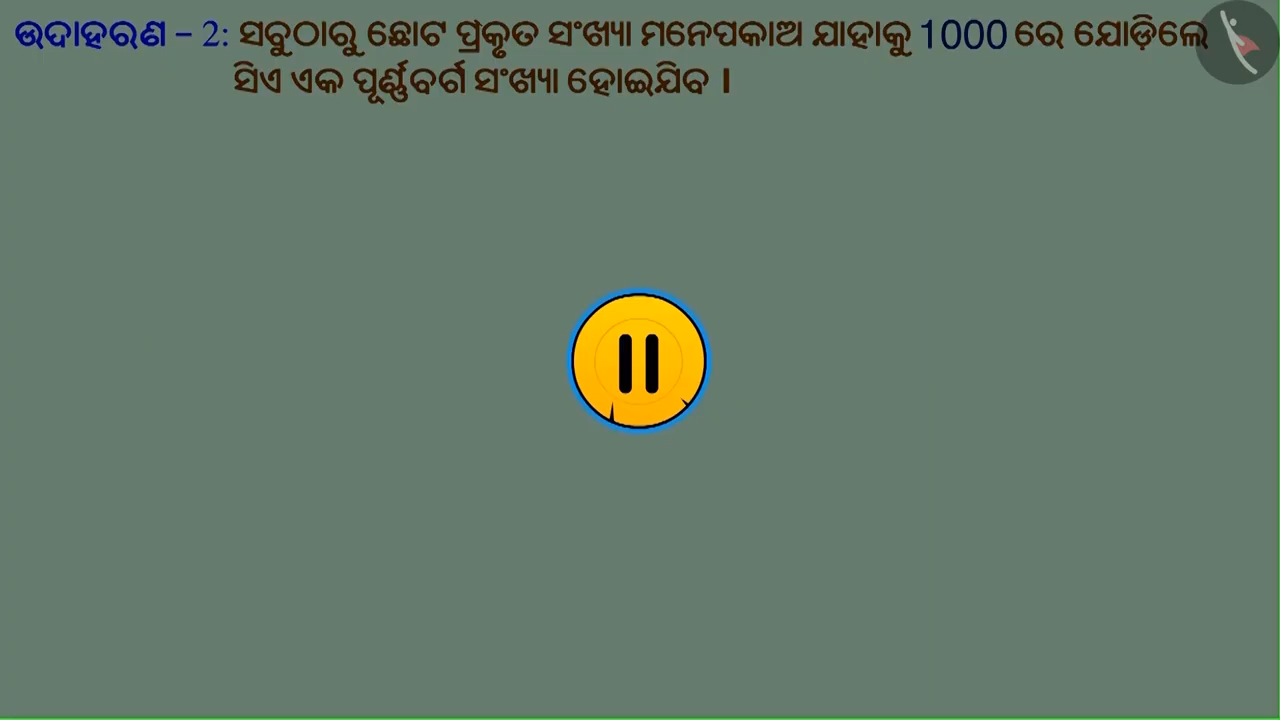 ଉଦାହରଣ – 2: ସବୁଠାରୁ ଛୋଟ ପ୍ରକୃତ ସଂଖ୍ୟା ମନେପକାଅ ଯାହାକୁ 1000 ରେ ଯୋଡ଼ିଲେ
ସିଏ ଏକ ପୂର୍ଣ୍ଣବର୍ଗ ସଂଖ୍ୟା ହୋଇଯିବ ।